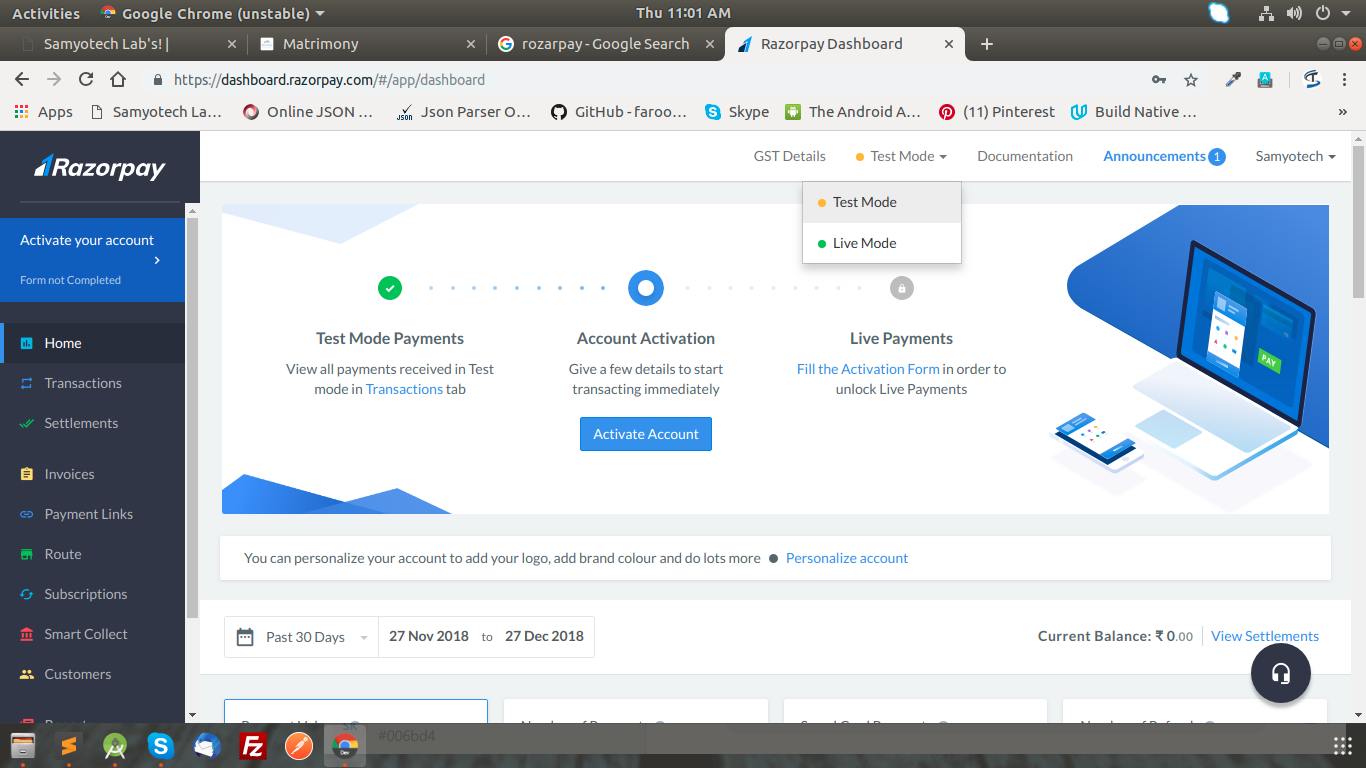 Activities
Google Chrome (unstable)
Thu 11:01 AM
Samyotech Lab's! |
Matrimony
rozarpay - Google Search
Razorpay Dashboard
https://dashboard.razorpay.com/#/app/dashboard
Apps
Samyotech La...
Online JSON ...
Json Parser O...
GitHub - faroo...
Skype
The Android A...
(11) Pinterest
Build Native ...
»
Razorpay
GST Details
Test Mode
Documentation
Announcements 1
Samyotech
Test Mode
Live Mode
Activate your account
Form not Completed
Home
Transactions
Settlements
Invoices
Payment Links
Route
Subscriptions
Smart Collect
Customers
Test Mode Payments
View all payments received in Test
mode in Transactions tab
Account Activation
Give a few details to start
transacting immediately
Activate Account
Live Payments
Fill the Activation Form in order to
unlock Live Payments
PAY
You can personalize your account to add your logo, add brand colour and do lots more
Personalize account
Past 30 Days
27 Nov 2018 to 27 Dec 2018
Current Balance: ₹ 0.00
View Settlements
#006bd4